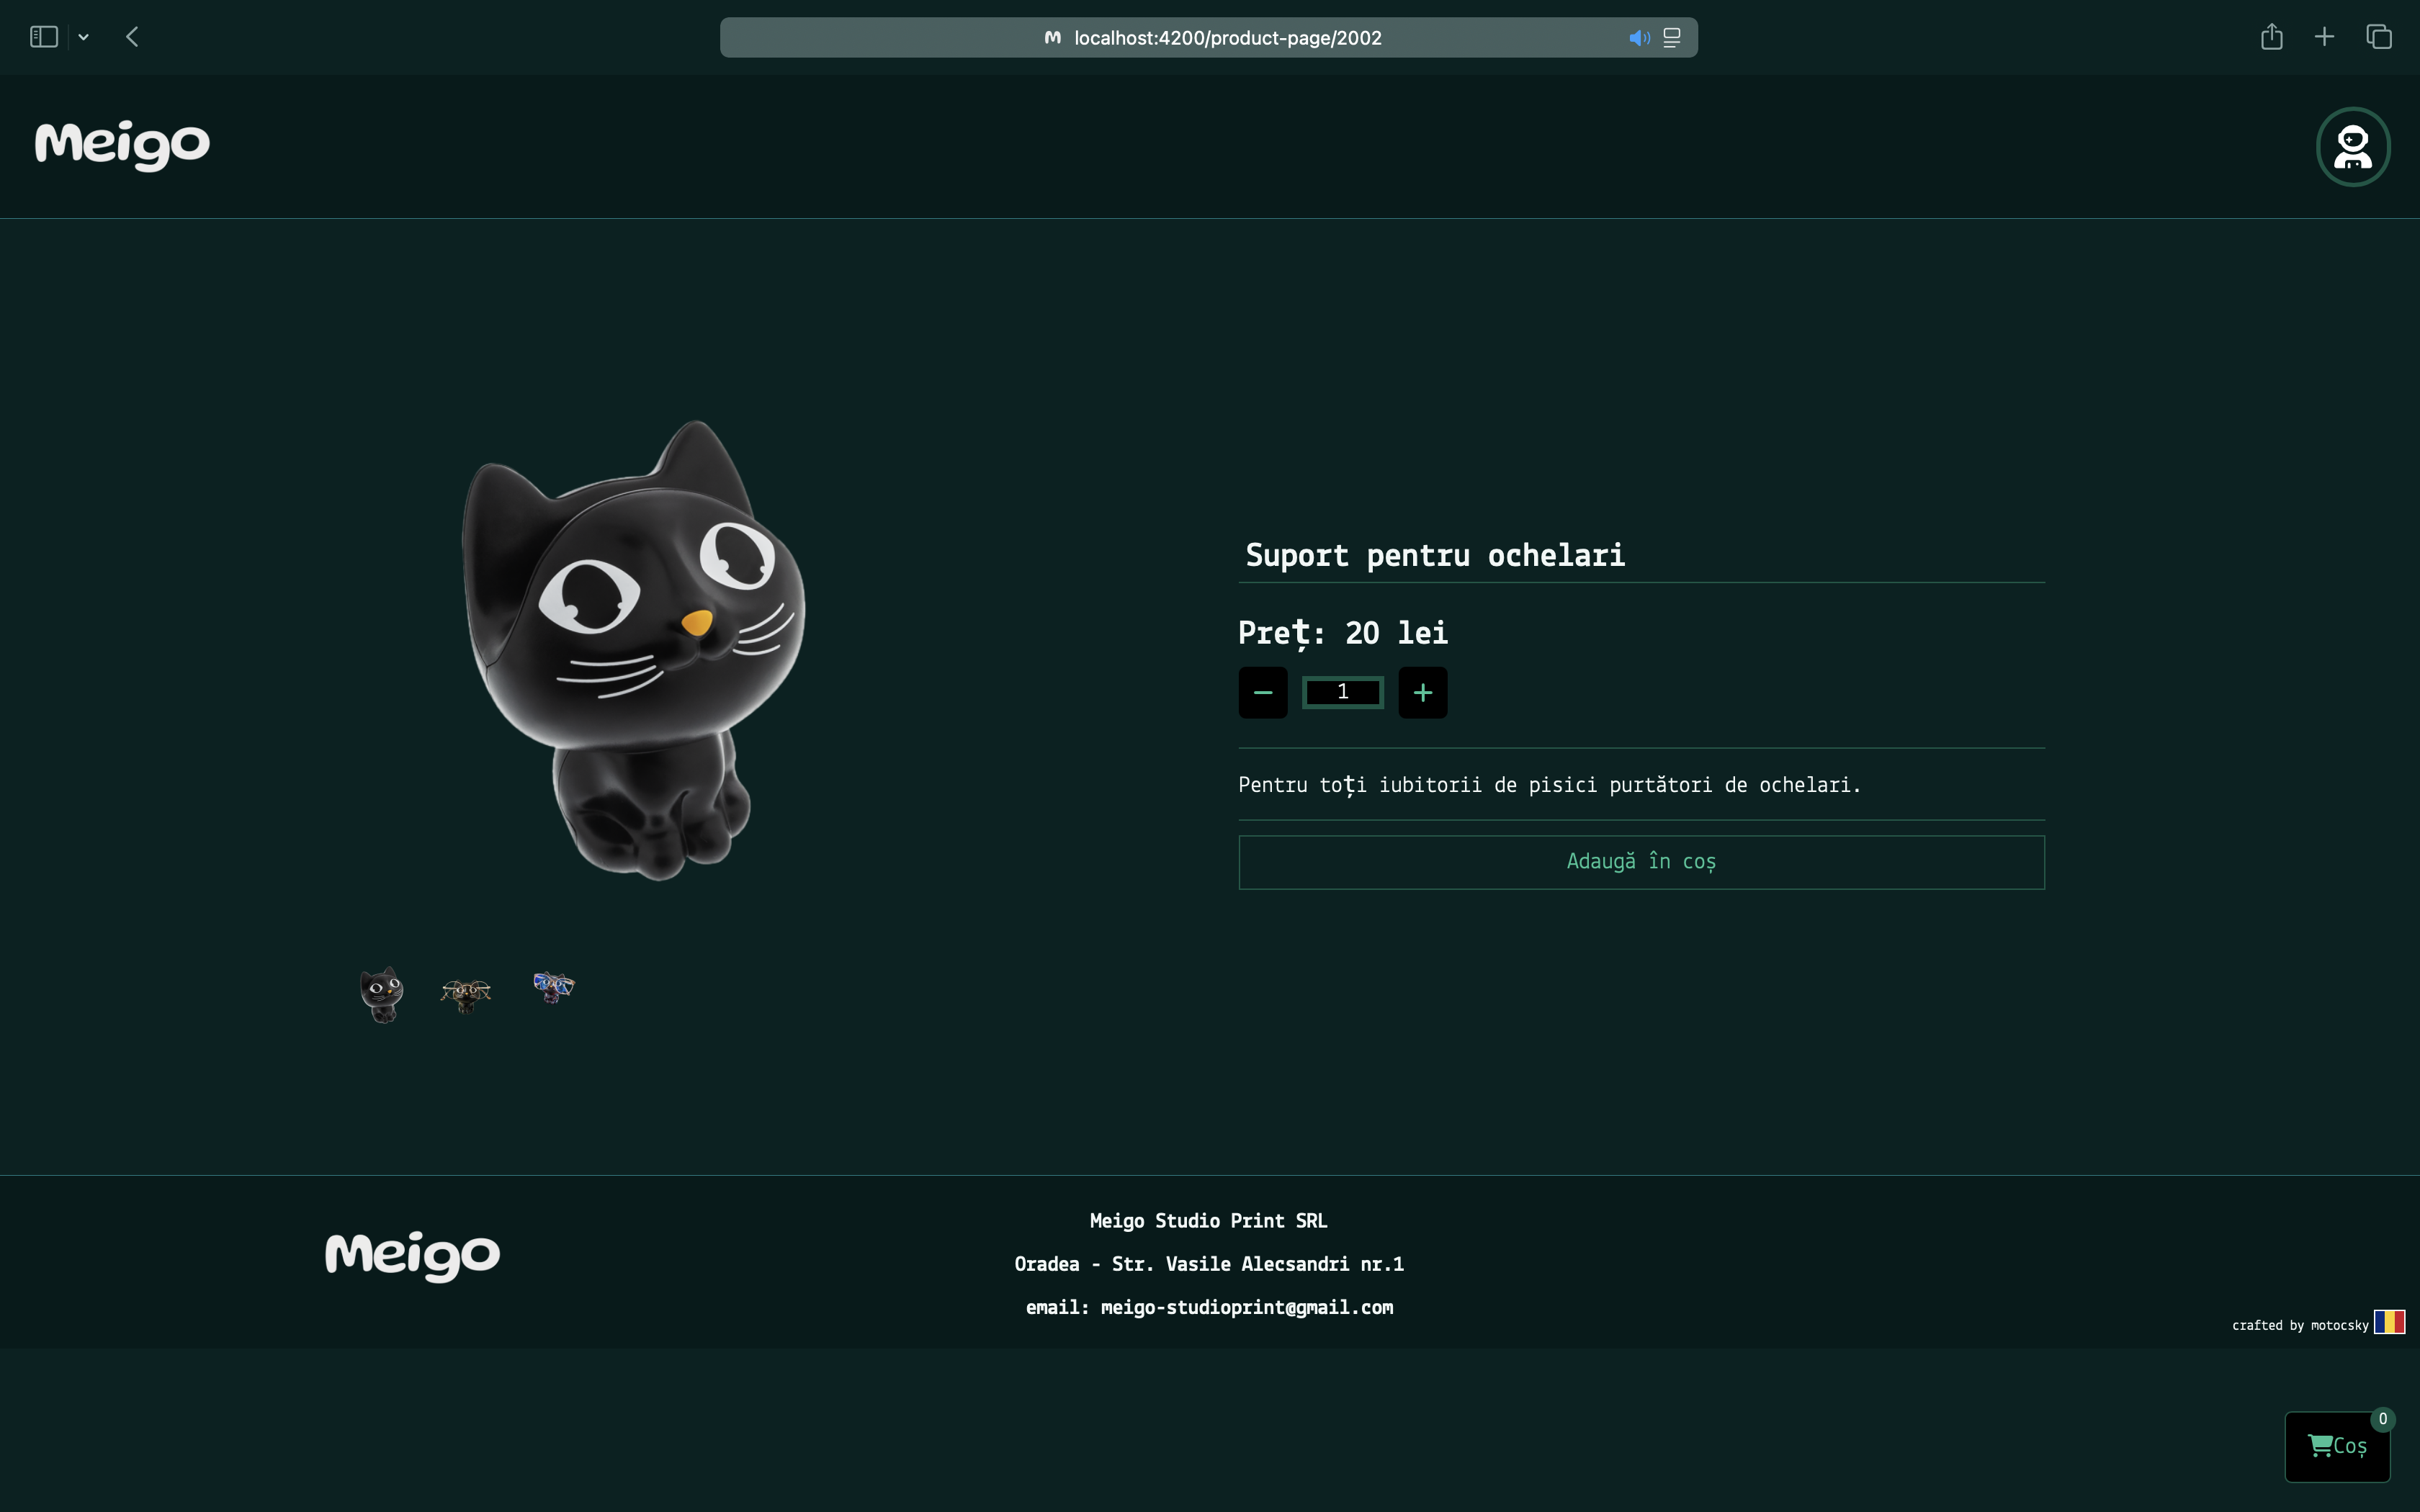 localhost:4200/product-page/2002
Meigo
Suport pentru ochelari
Preț: 20 lei
1
Pentru toți iubitorii de pisici purtători de ochelari.
Adaugă în coș
Meigo
Meigo Studio Print SRL
Oradea - Str. Vasile Alecsandri nr.1
email: meigo-studioprint@gmail.com
crafted by motocsky
0
Coș